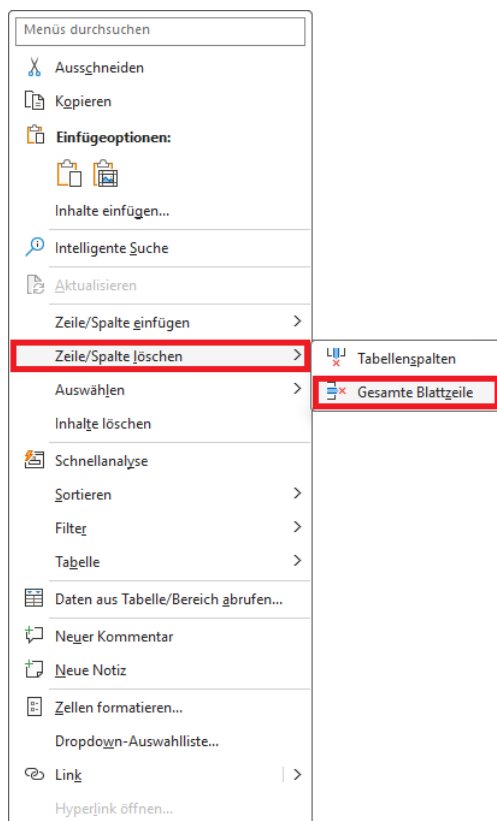 Menüs durchsuchen
Ausschneiden
Kopieren
Einfügeoptionen:
Inhalte einfügen...
Intelligente Suche
Aktualisieren
Zeile/Spalte einfügen
Zeile/Spalte löschen
Tabellenspalten
Gesamte Blattzeile
Auswählen
Inhalte löschen
Schnellanalyse
Sortieren
Filter
Tabelle
Daten aus Tabelle/Bereich abrufen...
Neuer Kommentar
Neue Notiz
Zellen formatieren...
Dropdown-Auswahlliste...
Link
Hyperlink öffnen...